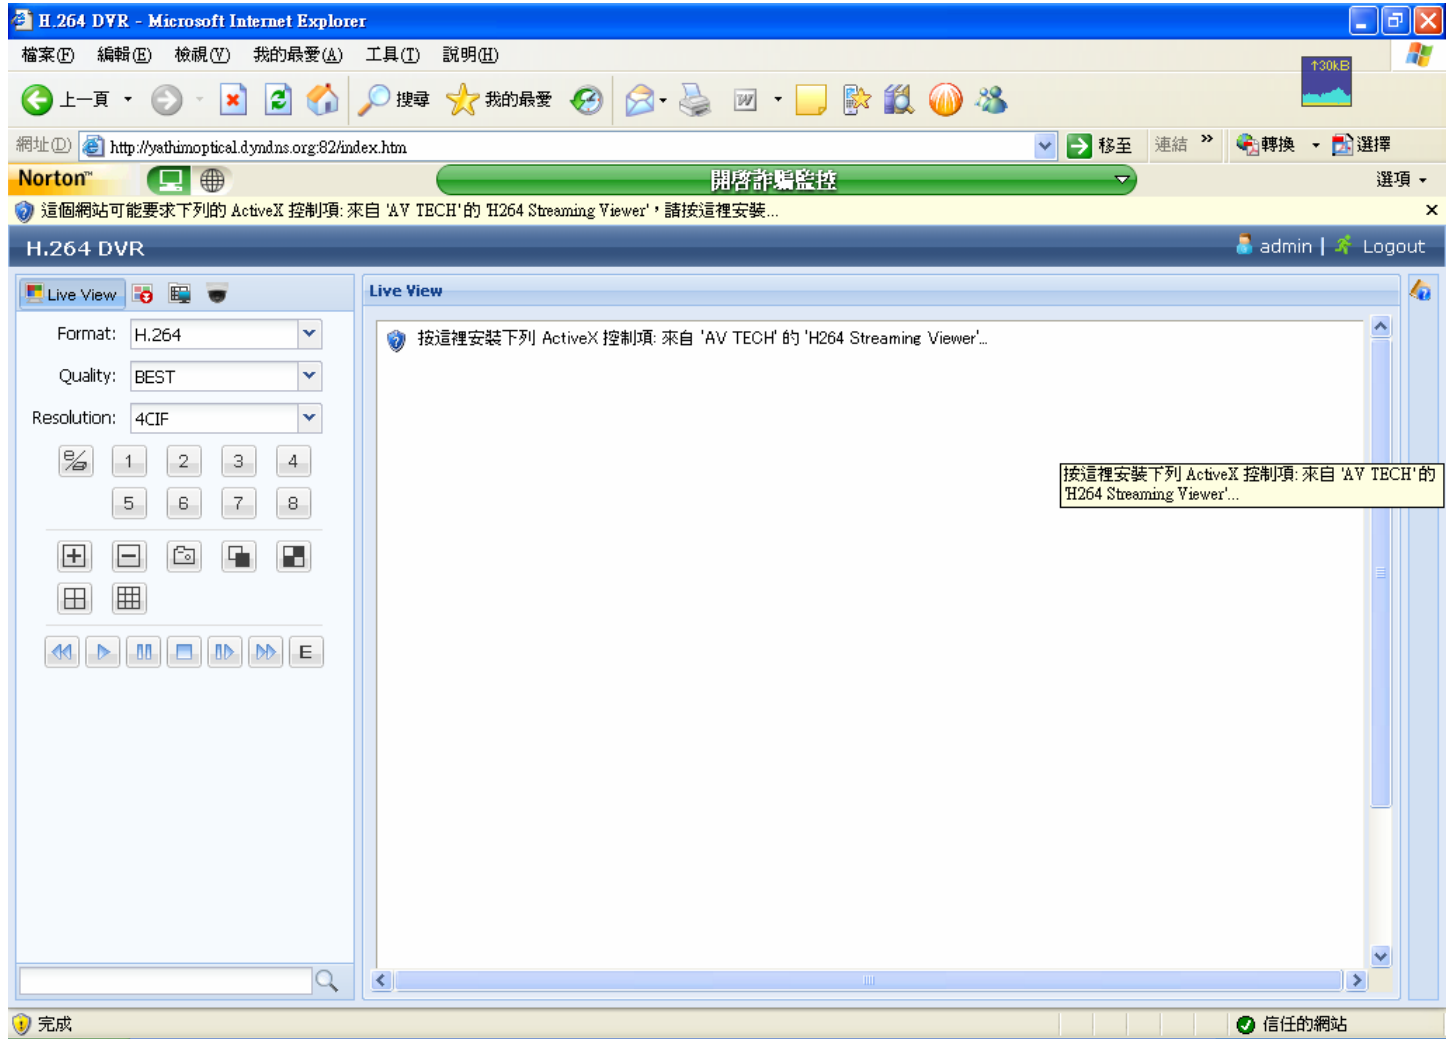 H.264 DVR - Microsoft Internet Explorer
檔案(F) 編輯(E) 檢視(V) 我的最愛(A) 工具(T) 說明(H)
↑30kB
上一頁 搜尋 我的最愛
網址(D) http://yathimoptical.dyndns.org:82/index.htm 移至 連結 » 轉換 選擇
Norton™ 開啓詐騙監控 選項
這個網站可能要求下列的 ActiveX 控制項: 來自 'AV TECH' 的 'H264 Streaming Viewer'，請按這裡安裝...
H.264 DVR admin | Logout
Live View
Live View
Format: H.264
按這裡安裝下列 ActiveX 控制項: 來自 'AV TECH' 的 'H264 Streaming Viewer'...
Quality: BEST
Resolution: 4CIF
1 2 3 4
5 6 7 8
按這裡安裝下列 ActiveX 控制項: 來自 'AV TECH' 的
'H264 Streaming Viewer'...
E
完成 信任的網站